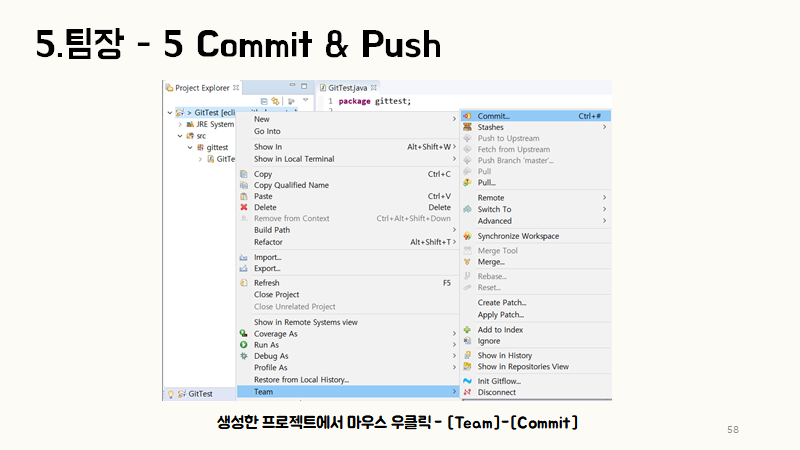 5.팀장 - 5 Commit & Push
Project Explorer
GitTest.java
> GitTest [ecli
1 package gittest;
2
JRE System
src
gittest
GitTe
New
Go Into
Show In Alt+Shift+W
Show in Local Terminal
Copy Ctrl+C
Copy Qualified Name
Paste Ctrl+V
Delete Delete
Remove from Context Ctrl+Alt+Shift+Down
Build Path
Refactor Alt+Shift+T
Import...
Export...
Refresh F5
Close Project
Close Unrelated Project
Show in Remote Systems view
Coverage As
Run As
Debug As
Profile As
Restore from Local History...
Team
Commit... Ctrl+#
Stashes
Push to Upstream
Fetch from Upstream
Push Branch 'master'...
Pull
Pull...
Remote
Switch To
Advanced
Synchronize Workspace
Merge Tool
Merge...
Rebase...
Reset...
Create Patch...
Apply Patch...
Add to Index
Ignore
Show in History
Show in Repositories View
Init Gitflow...
Disconnect
GitTest
생성한 프로젝트에서 마우스 우클릭 - [Team]-[Commit]
58